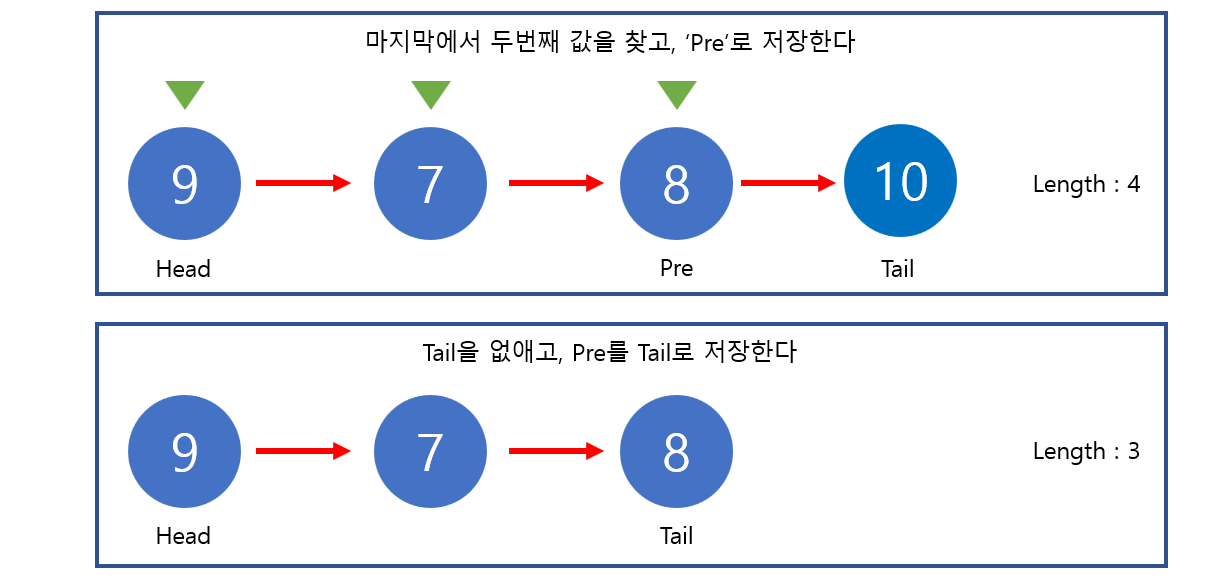 마지막에서 두번째 값을 찾고, ‘Pre’로 저장한다
9 7 8 10 Length : 4
Head Pre Tail
Tail을 없애고, Pre를 Tail로 저장한다
9 7 8 Length : 3
Head Tail